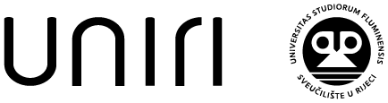 uniri
UNIVERSITAS STUDIORUM FLUMINENSIS
SVEUČILIŠTE U RIJECI